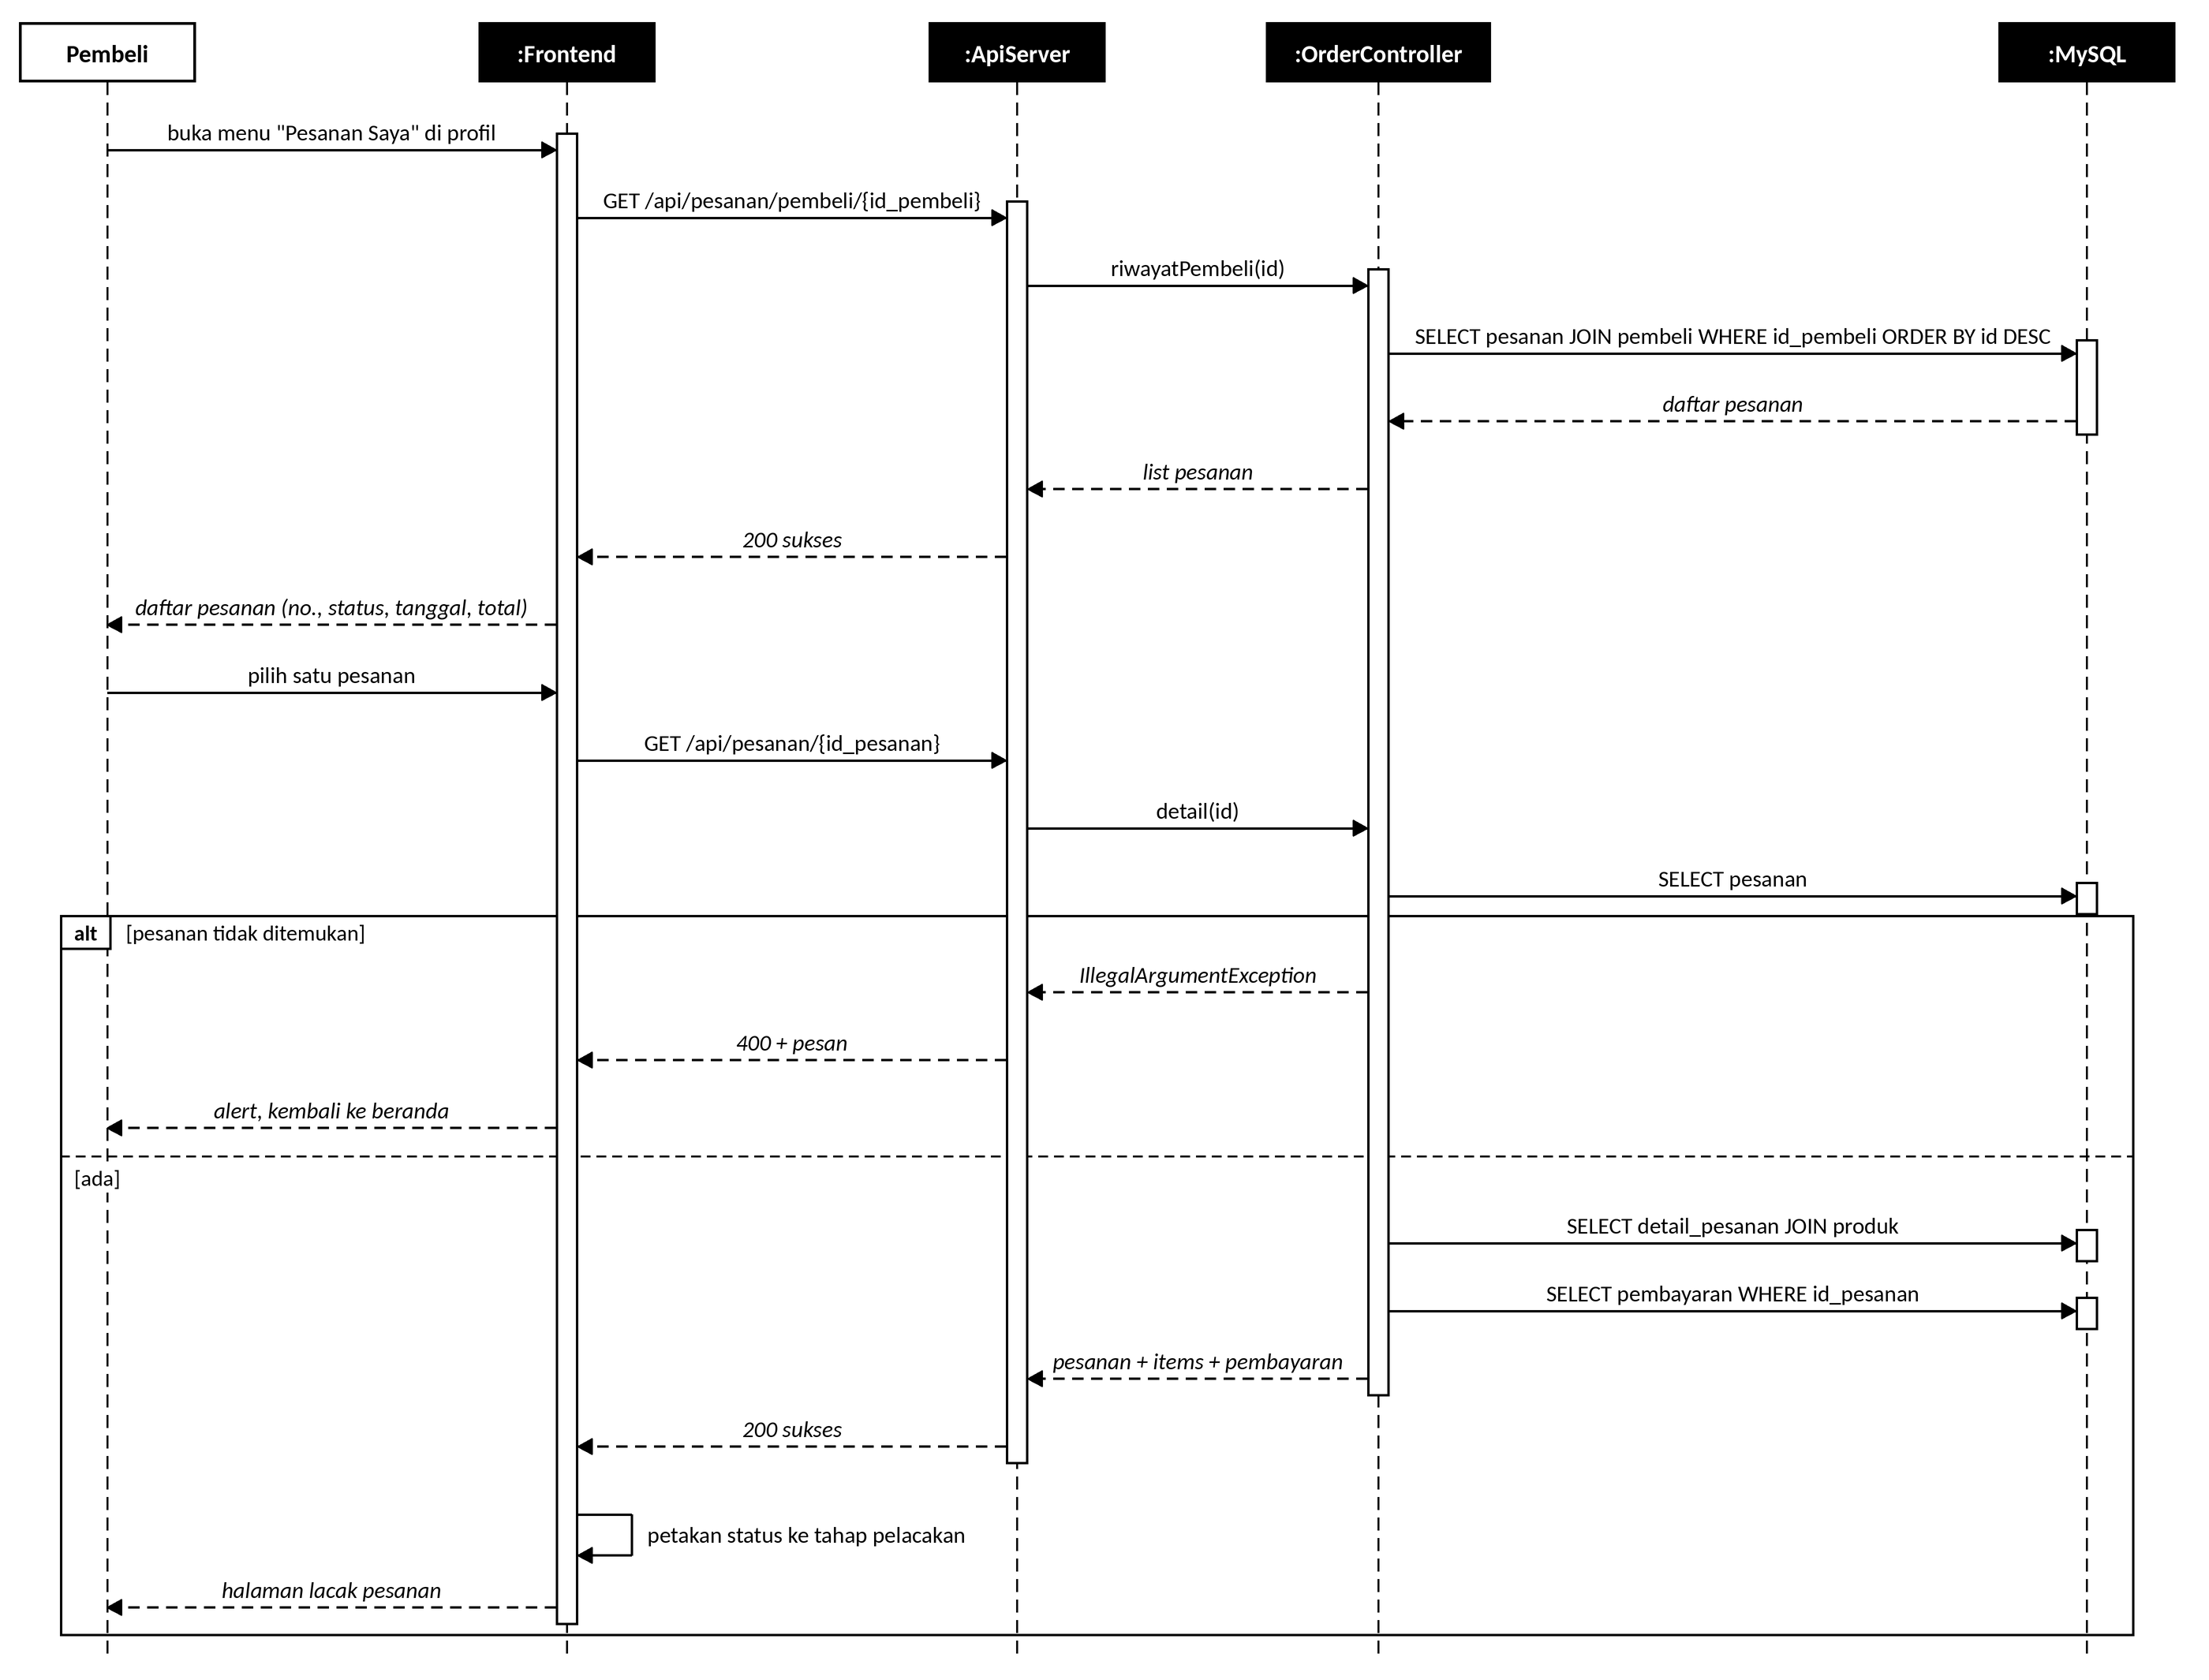 Pembeli
:Frontend
:ApiServer
:OrderController
:MySQL
buka menu "Pesanan Saya" di profil
GET /api/pesanan/pembeli/{id_pembeli}
riwayatPembeli(id)
SELECT pesanan JOIN pembeli WHERE id_pembeli ORDER BY id DESC
daftar pesanan
list pesanan
200 sukses
daftar pesanan (no., status, tanggal, total)
pilih satu pesanan
GET /api/pesanan/{id_pesanan}
detail(id)
SELECT pesanan
alt
[pesanan tidak ditemukan]
IllegalArgumentException
400 + pesan
alert, kembali ke beranda
[ada]
SELECT detail_pesanan JOIN produk
SELECT pembayaran WHERE id_pesanan
pesanan + items + pembayaran
200 sukses
petakan status ke tahap pelacakan
halaman lacak pesanan